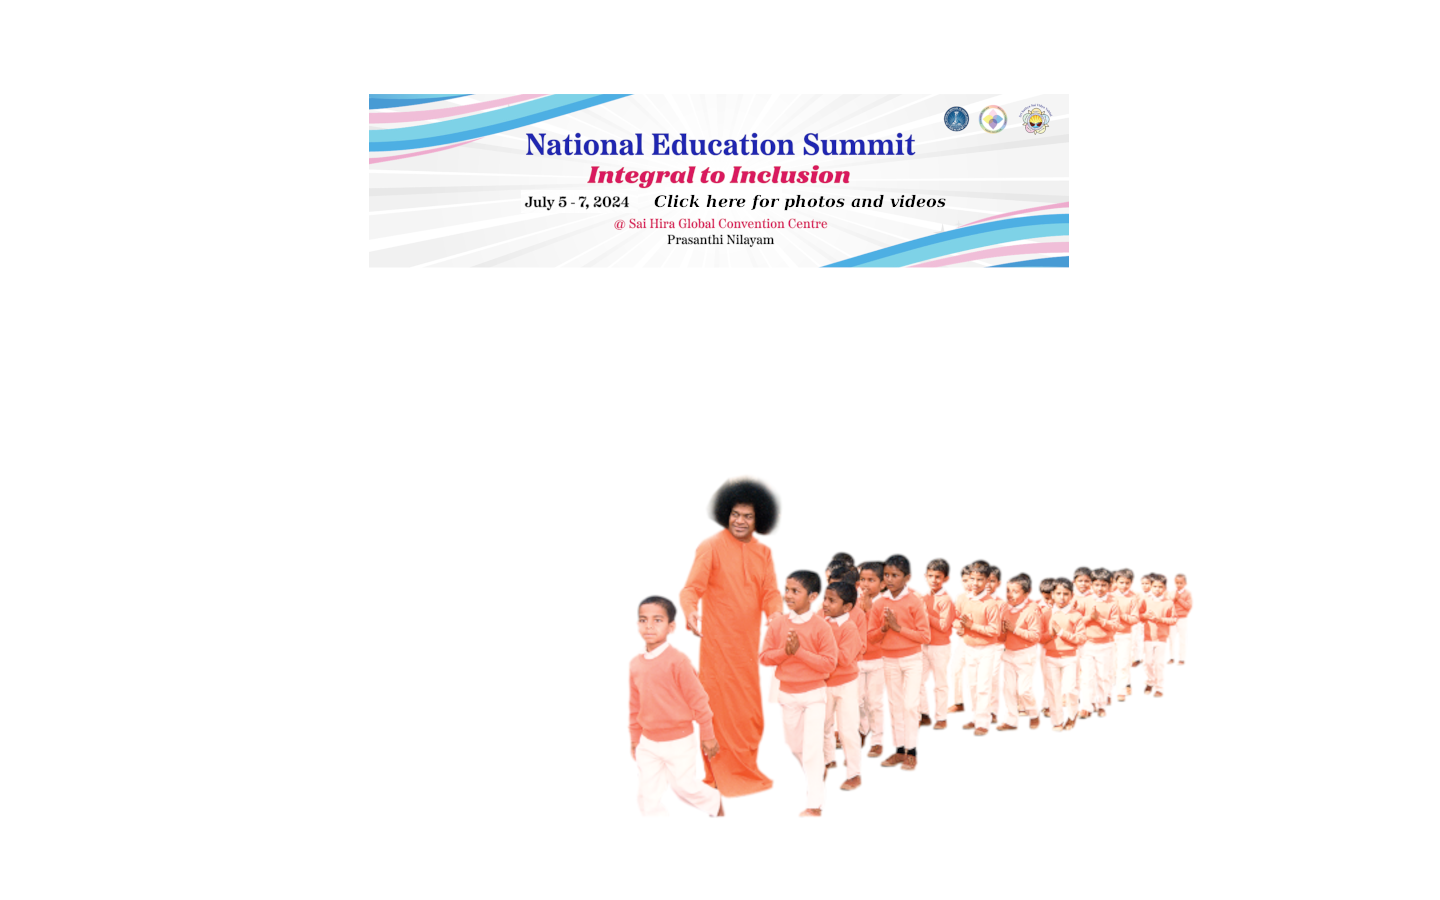 National Education Summit
Integral to Inclusion
July 5 - 7, 2024 Click here for photos and videos
@ Sai Hira Global Convention Centre
Prasanthi Nilayam